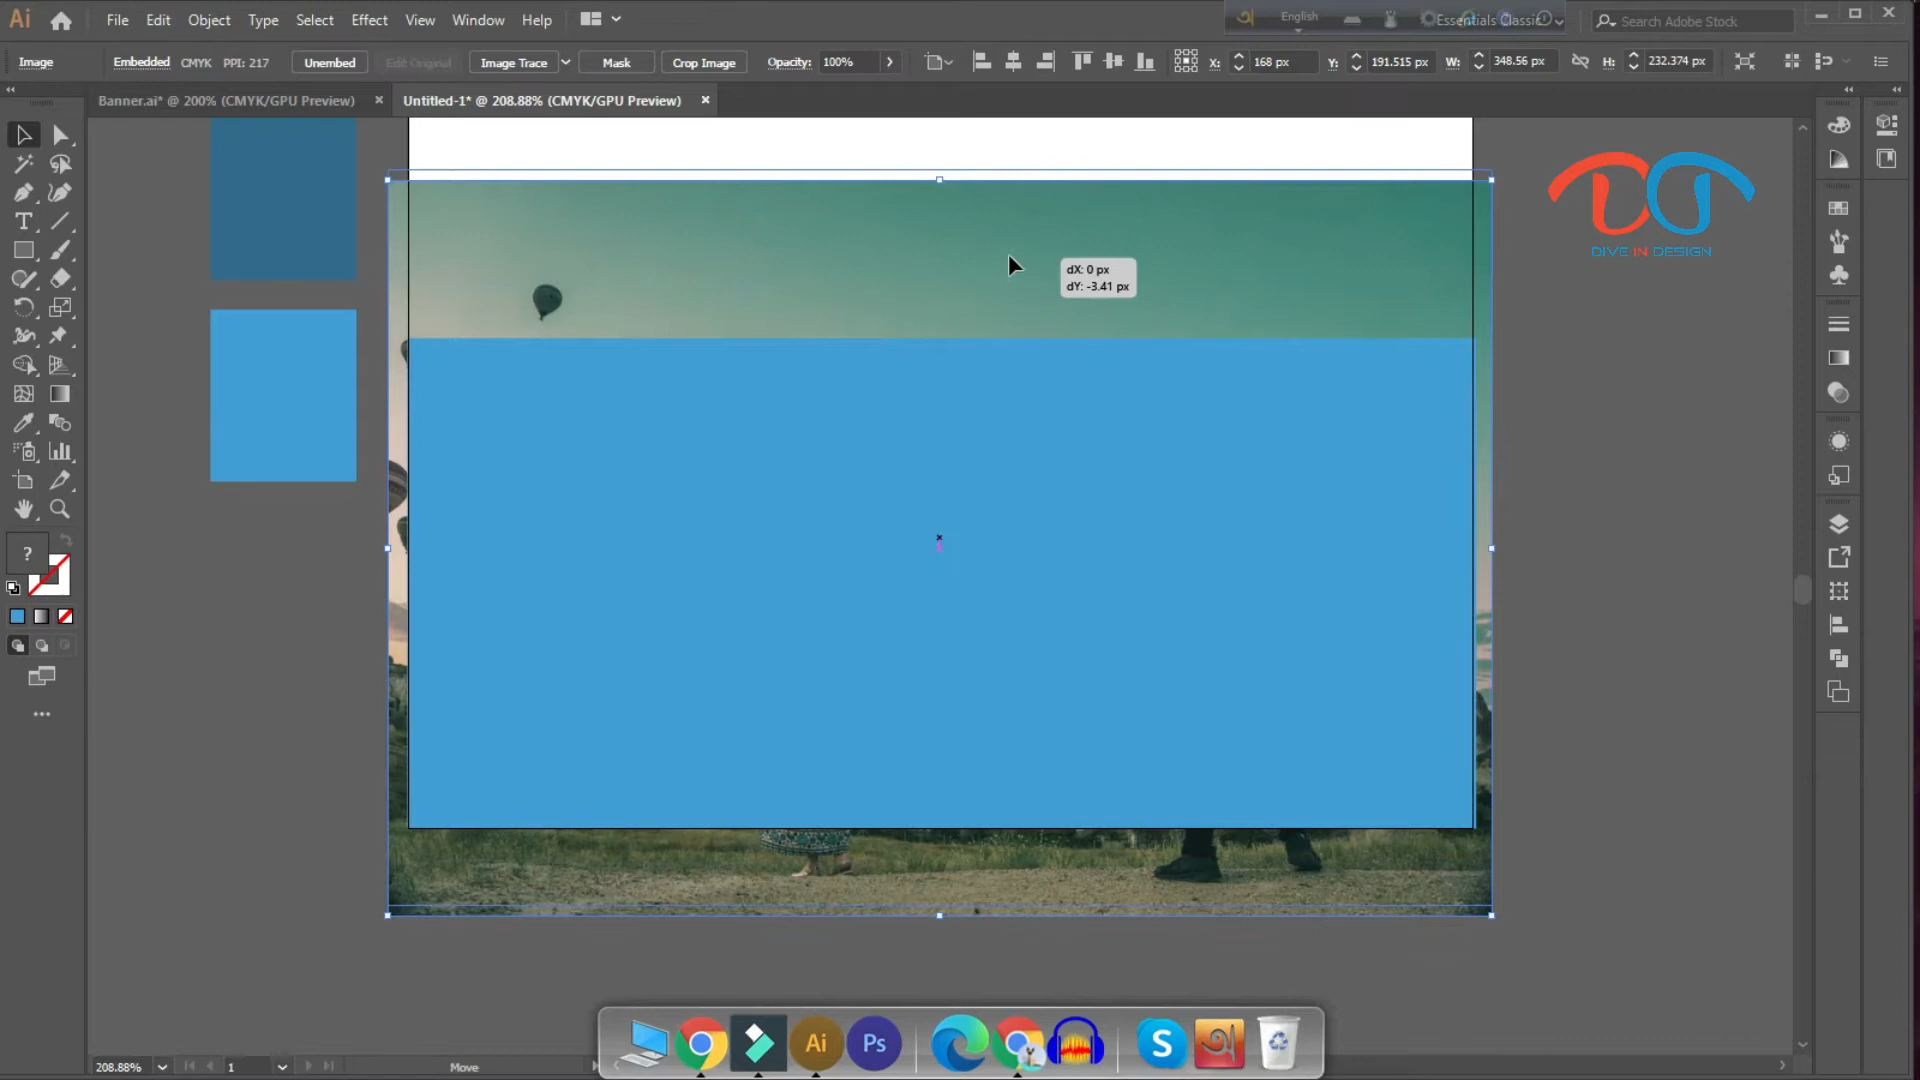 Ai File Edit Object Type Select Effect View Window Help English Essentials Classic Search Adobe Stock
Image Embedded CMYK PPI: 217 Unembed Edit Original Image Trace Mask Crop Image Opacity: 100% X: 168 px Y: 191.515 px W: 348.56 px H: 232.374 px
Banner.ai* @ 200% (CMYK/GPU Preview) × Untitled-1* @ 208.88% (CMYK/GPU Preview) ×
DIVE IN DESIGN
dX: 0 px
dY: -3.41 px
T
?
Ai Ps S অ
208.88% 1 Move